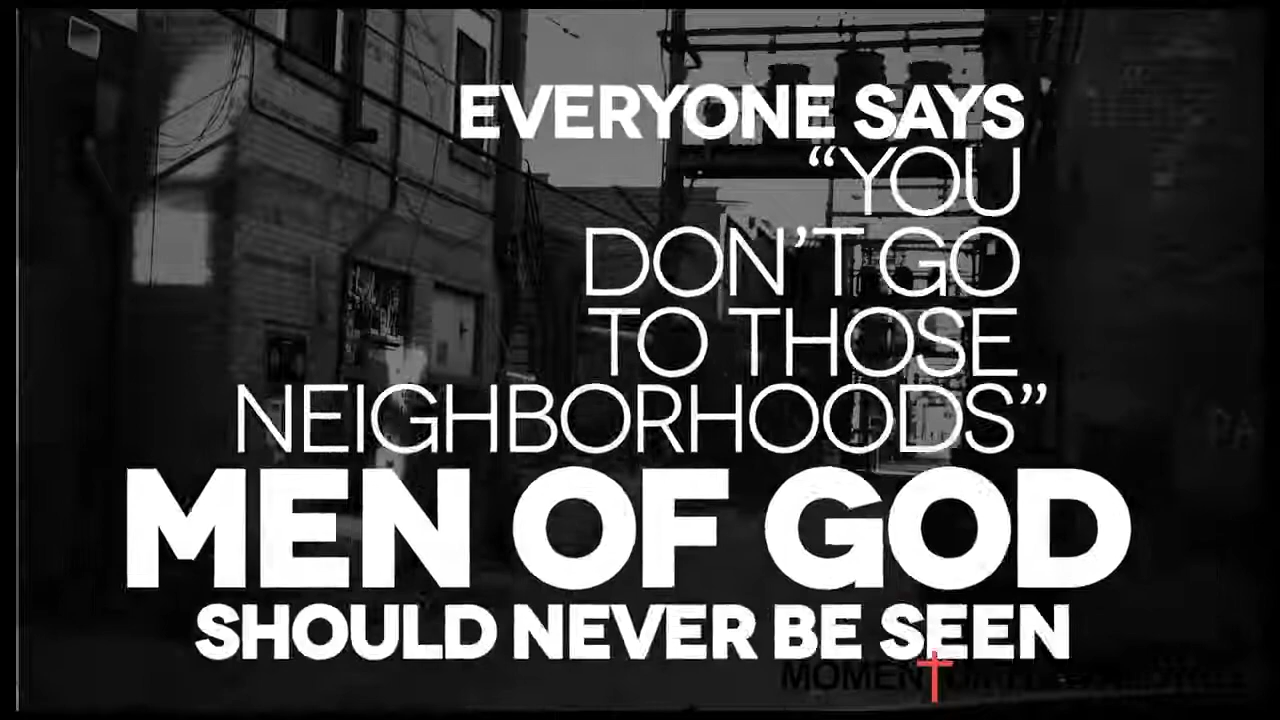 EVERYONE SAYS
“YOU
DON’T GO
TO THOSE
NEIGHBORHOODS”
MEN OF GOD
SHOULD NEVER BE SEEN